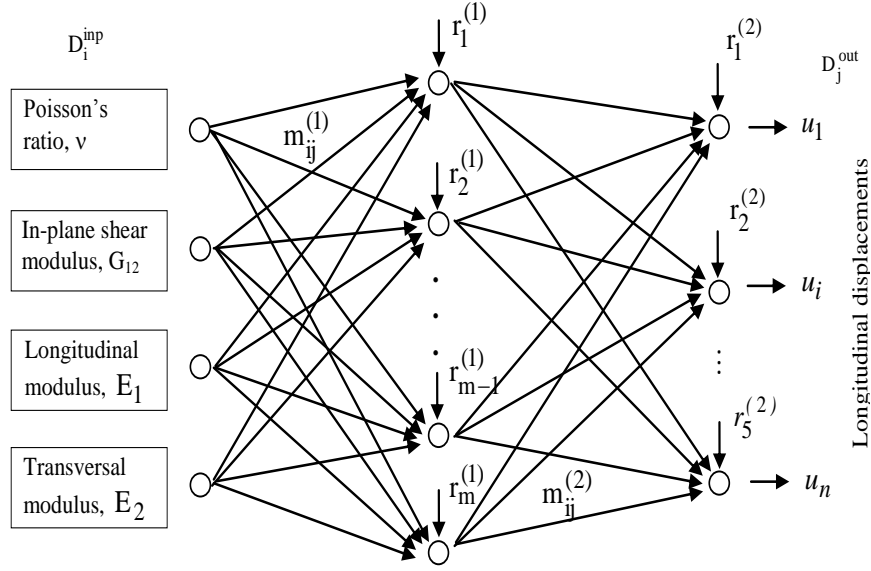 D_i^inp
r_1^(1)
r_1^(2)
D_j^out
Poisson's
ratio, ν
m_ij^(1)
u_1
r_2^(1)
In-plane shear
modulus, G_12
r_2^(2)
u_i
Longitudinal displacements
Longitudinal
modulus, E_1
r_m−1^(1)
r_5^(2)
Transversal
modulus, E_2
r_m^(1)
m_ij^(2)
u_n